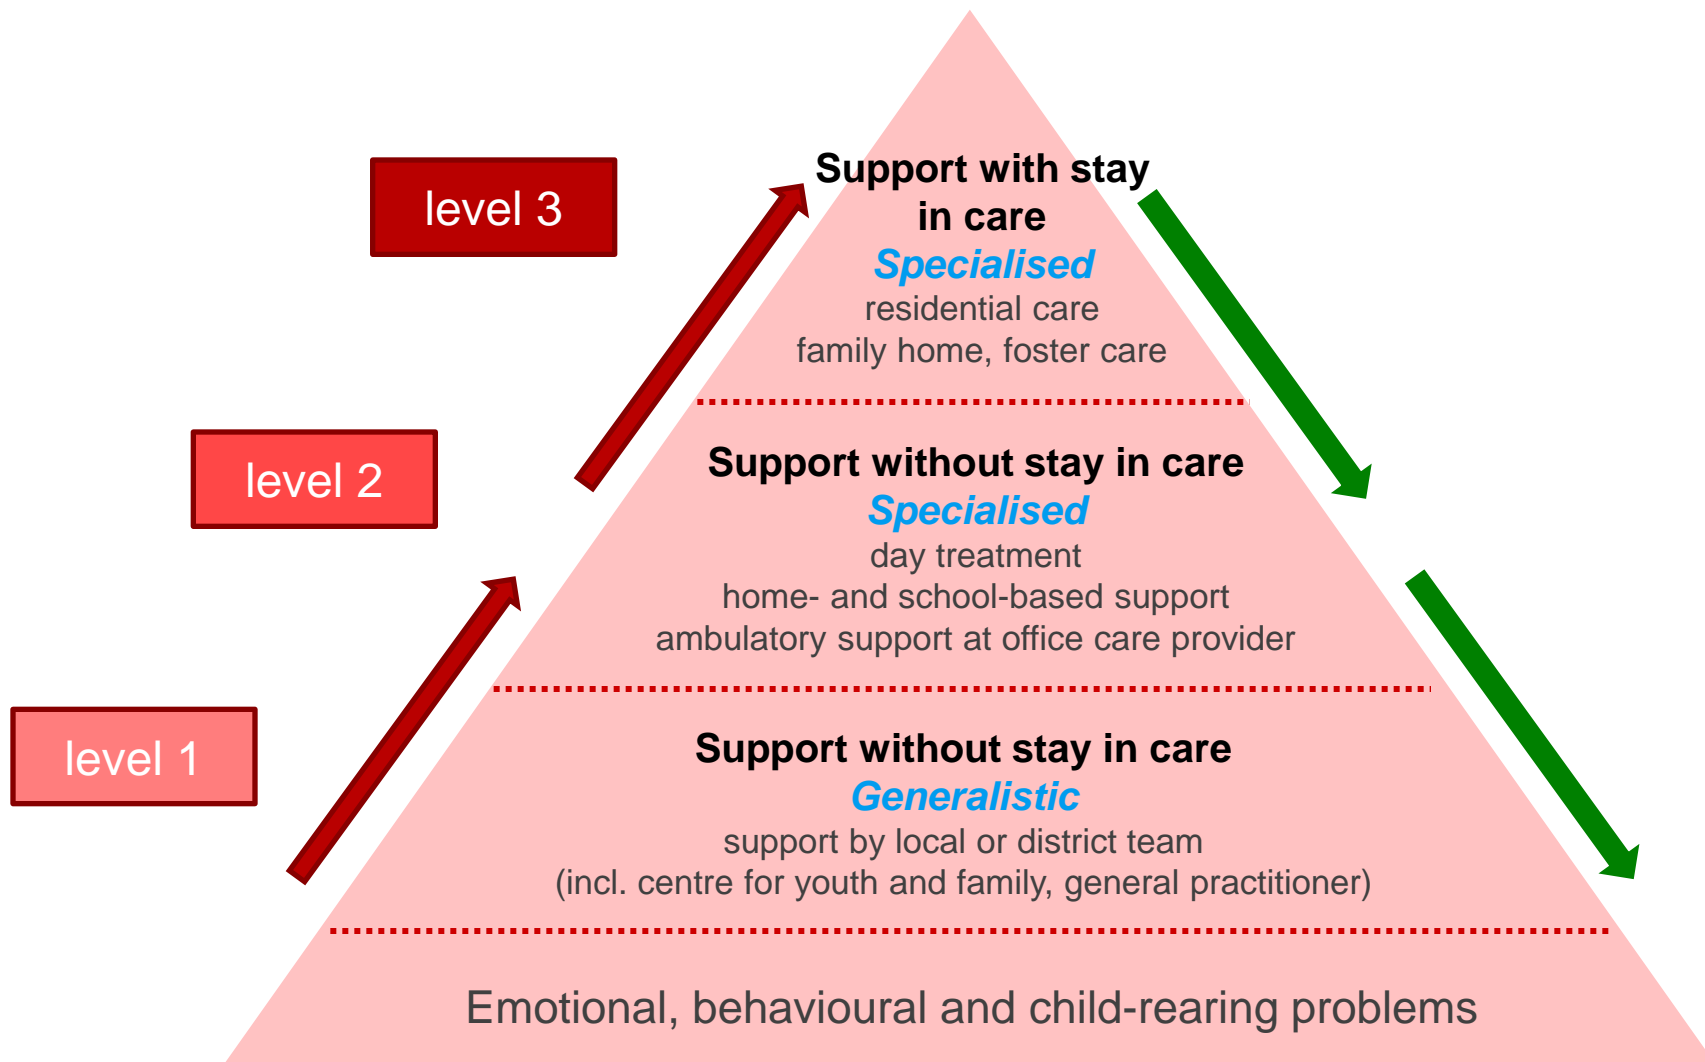 level 3
Support with stay
in care
Specialised
residential care
family home, foster care
level 2
Support without stay in care
Specialised
day treatment
home- and school-based support
ambulatory support at office care provider
level 1
Support without stay in care
Generalistic
support by local or district team
(incl. centre for youth and family, general practitioner)
Emotional, behavioural and child-rearing problems